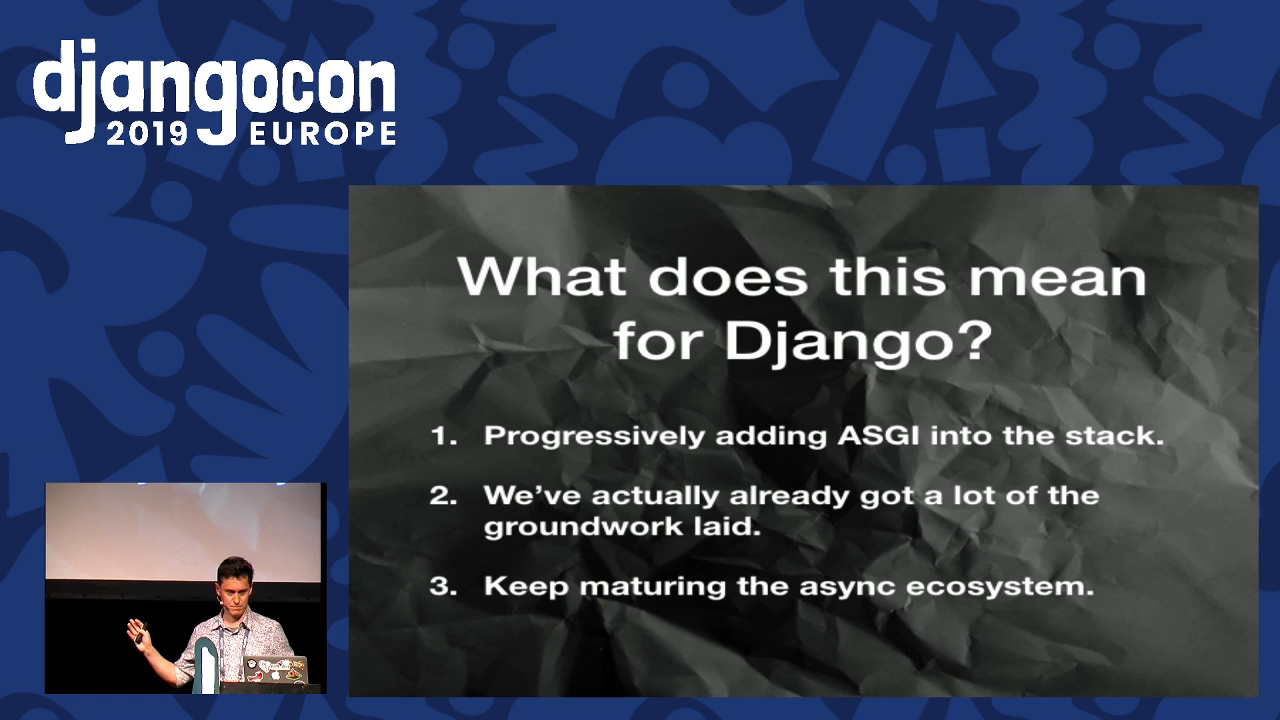 djangocon
2019 EUROPE
What does this mean
for Django?
1. Progressively adding ASGI into the stack.
2. We’ve actually already got a lot of the
groundwork laid.
3. Keep maturing the async ecosystem.